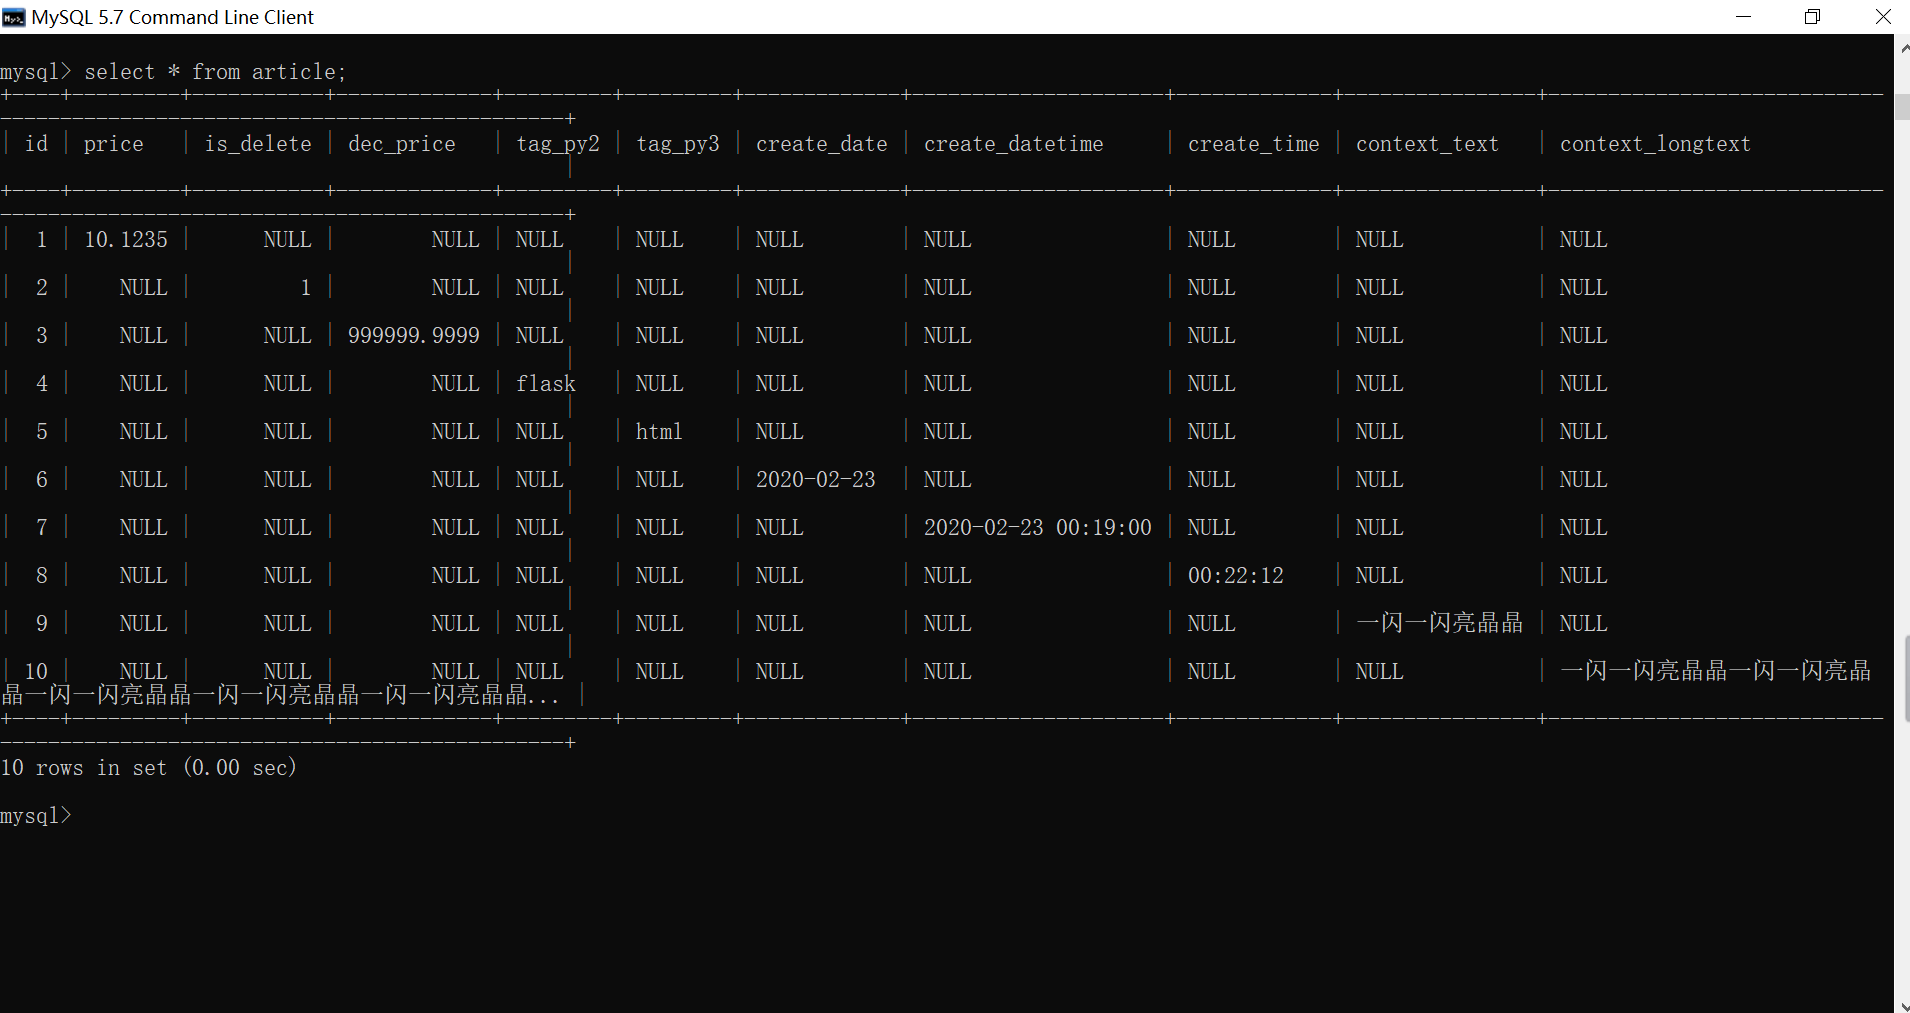 MySQL 5.7 Command Line Client
mysql> select * from article;
+----+---------+-----------+-------------+---------+---------+-------------+---------------------+-------------+----------------+----------------------------
-----------------------------------------------+
| id | price   | is_delete | dec_price   | tag_py2 | tag_py3 | create_date | create_datetime     | create_time | context_text   | context_longtext
                                               |
+----+---------+-----------+-------------+---------+---------+-------------+---------------------+-------------+----------------+----------------------------
-----------------------------------------------+
|  1 | 10.1235 |      NULL |        NULL | NULL    | NULL    | NULL        | NULL                | NULL        | NULL           | NULL
                                               |
|  2 |    NULL |         1 |        NULL | NULL    | NULL    | NULL        | NULL                | NULL        | NULL           | NULL
                                               |
|  3 |    NULL |      NULL | 999999.9999 | NULL    | NULL    | NULL        | NULL                | NULL        | NULL           | NULL
                                               |
|  4 |    NULL |      NULL |        NULL | flask   | NULL    | NULL        | NULL                | NULL        | NULL           | NULL
                                               |
|  5 |    NULL |      NULL |        NULL | NULL    | html    | NULL        | NULL                | NULL        | NULL           | NULL
                                               |
|  6 |    NULL |      NULL |        NULL | NULL    | NULL    | 2020-02-23  | NULL                | NULL        | NULL           | NULL
                                               |
|  7 |    NULL |      NULL |        NULL | NULL    | NULL    | NULL        | 2020-02-23 00:19:00 | NULL        | NULL           | NULL
                                               |
|  8 |    NULL |      NULL |        NULL | NULL    | NULL    | NULL        | NULL                | 00:22:12    | NULL           | NULL
                                               |
|  9 |    NULL |      NULL |        NULL | NULL    | NULL    | NULL        | NULL                | NULL        | 一闪一闪亮晶晶 | NULL
                                               |
| 10 |    NULL |      NULL |        NULL | NULL    | NULL    | NULL        | NULL                | NULL        | NULL           | 一闪一闪亮晶晶一闪一闪亮晶
晶一闪一闪亮晶晶一闪一闪亮晶晶一闪一闪亮晶晶... |
+----+---------+-----------+-------------+---------+---------+-------------+---------------------+-------------+----------------+----------------------------
-----------------------------------------------+
10 rows in set (0.00 sec)
mysql>